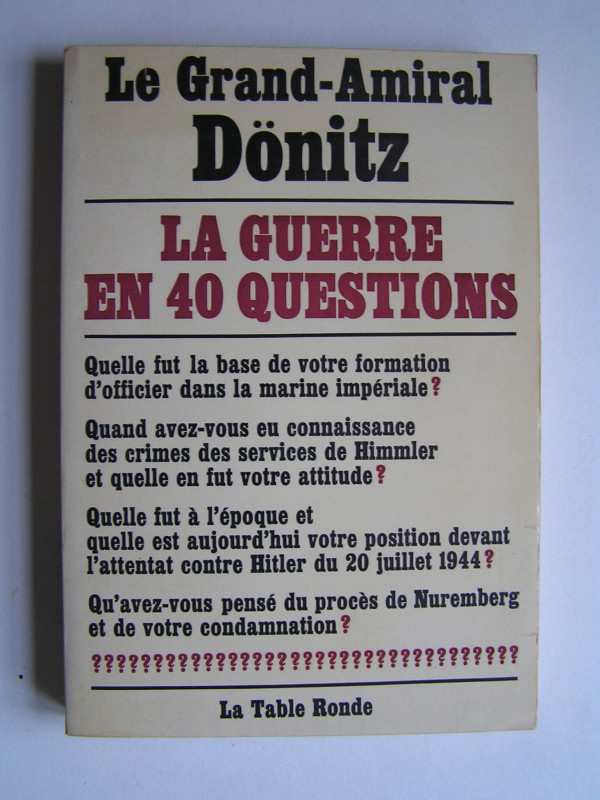 Le Grand-Amiral
Dönitz
LA GUERRE
EN 40 QUESTIONS
Quelle fut la base de votre formation
d'officier dans la marine impériale?
Quand avez-vous eu connaissance
des crimes des services de Himmler
et quelle en fut votre attitude?
Quelle fut à l'époque et
quelle est aujourd'hui votre position devant
l'attentat contre Hitler du 20 juillet 1944?
Qu'avez-vous pensé du procès de Nuremberg
et de votre condamnation?
????????????????????????????????????
La Table Ronde